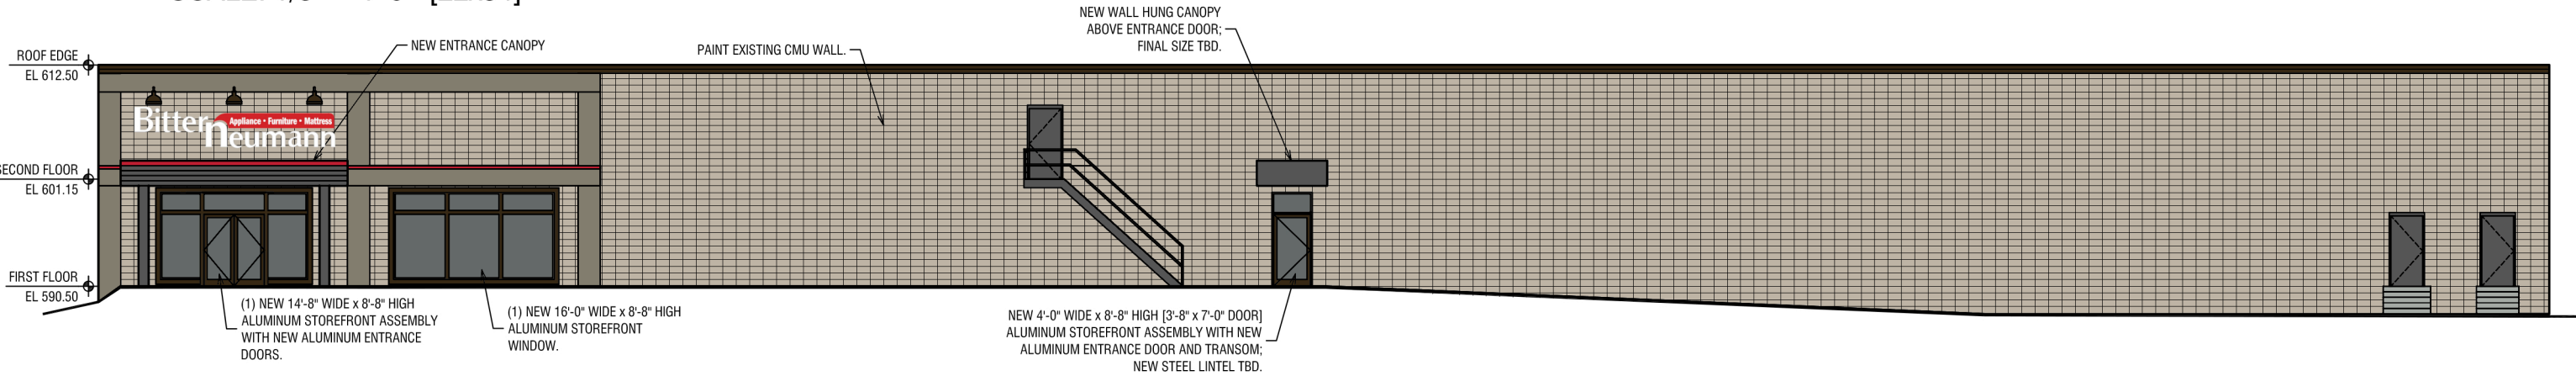 NEW ENTRANCE CANOPY
PAINT EXISTING CMU WALL.
NEW WALL HUNG CANOPY
ABOVE ENTRANCE DOOR;
FINAL SIZE TBD.
ROOF EDGE
EL 612.50
Bitter
neumann
Appliance • Furniture • Mattress
SECOND FLOOR
EL 601.15
FIRST FLOOR
EL 590.50
(1) NEW 14'-8" WIDE x 8'-8" HIGH
ALUMINUM STOREFRONT ASSEMBLY
WITH NEW ALUMINUM ENTRANCE
DOORS.
(1) NEW 16'-0" WIDE x 8'-8" HIGH
ALUMINUM STOREFRONT
WINDOW.
NEW 4'-0" WIDE x 8'-8" HIGH [3'-8" x 7'-0" DOOR]
ALUMINUM STOREFRONT ASSEMBLY WITH NEW
ALUMINUM ENTRANCE DOOR AND TRANSOM;
NEW STEEL LINTEL TBD.